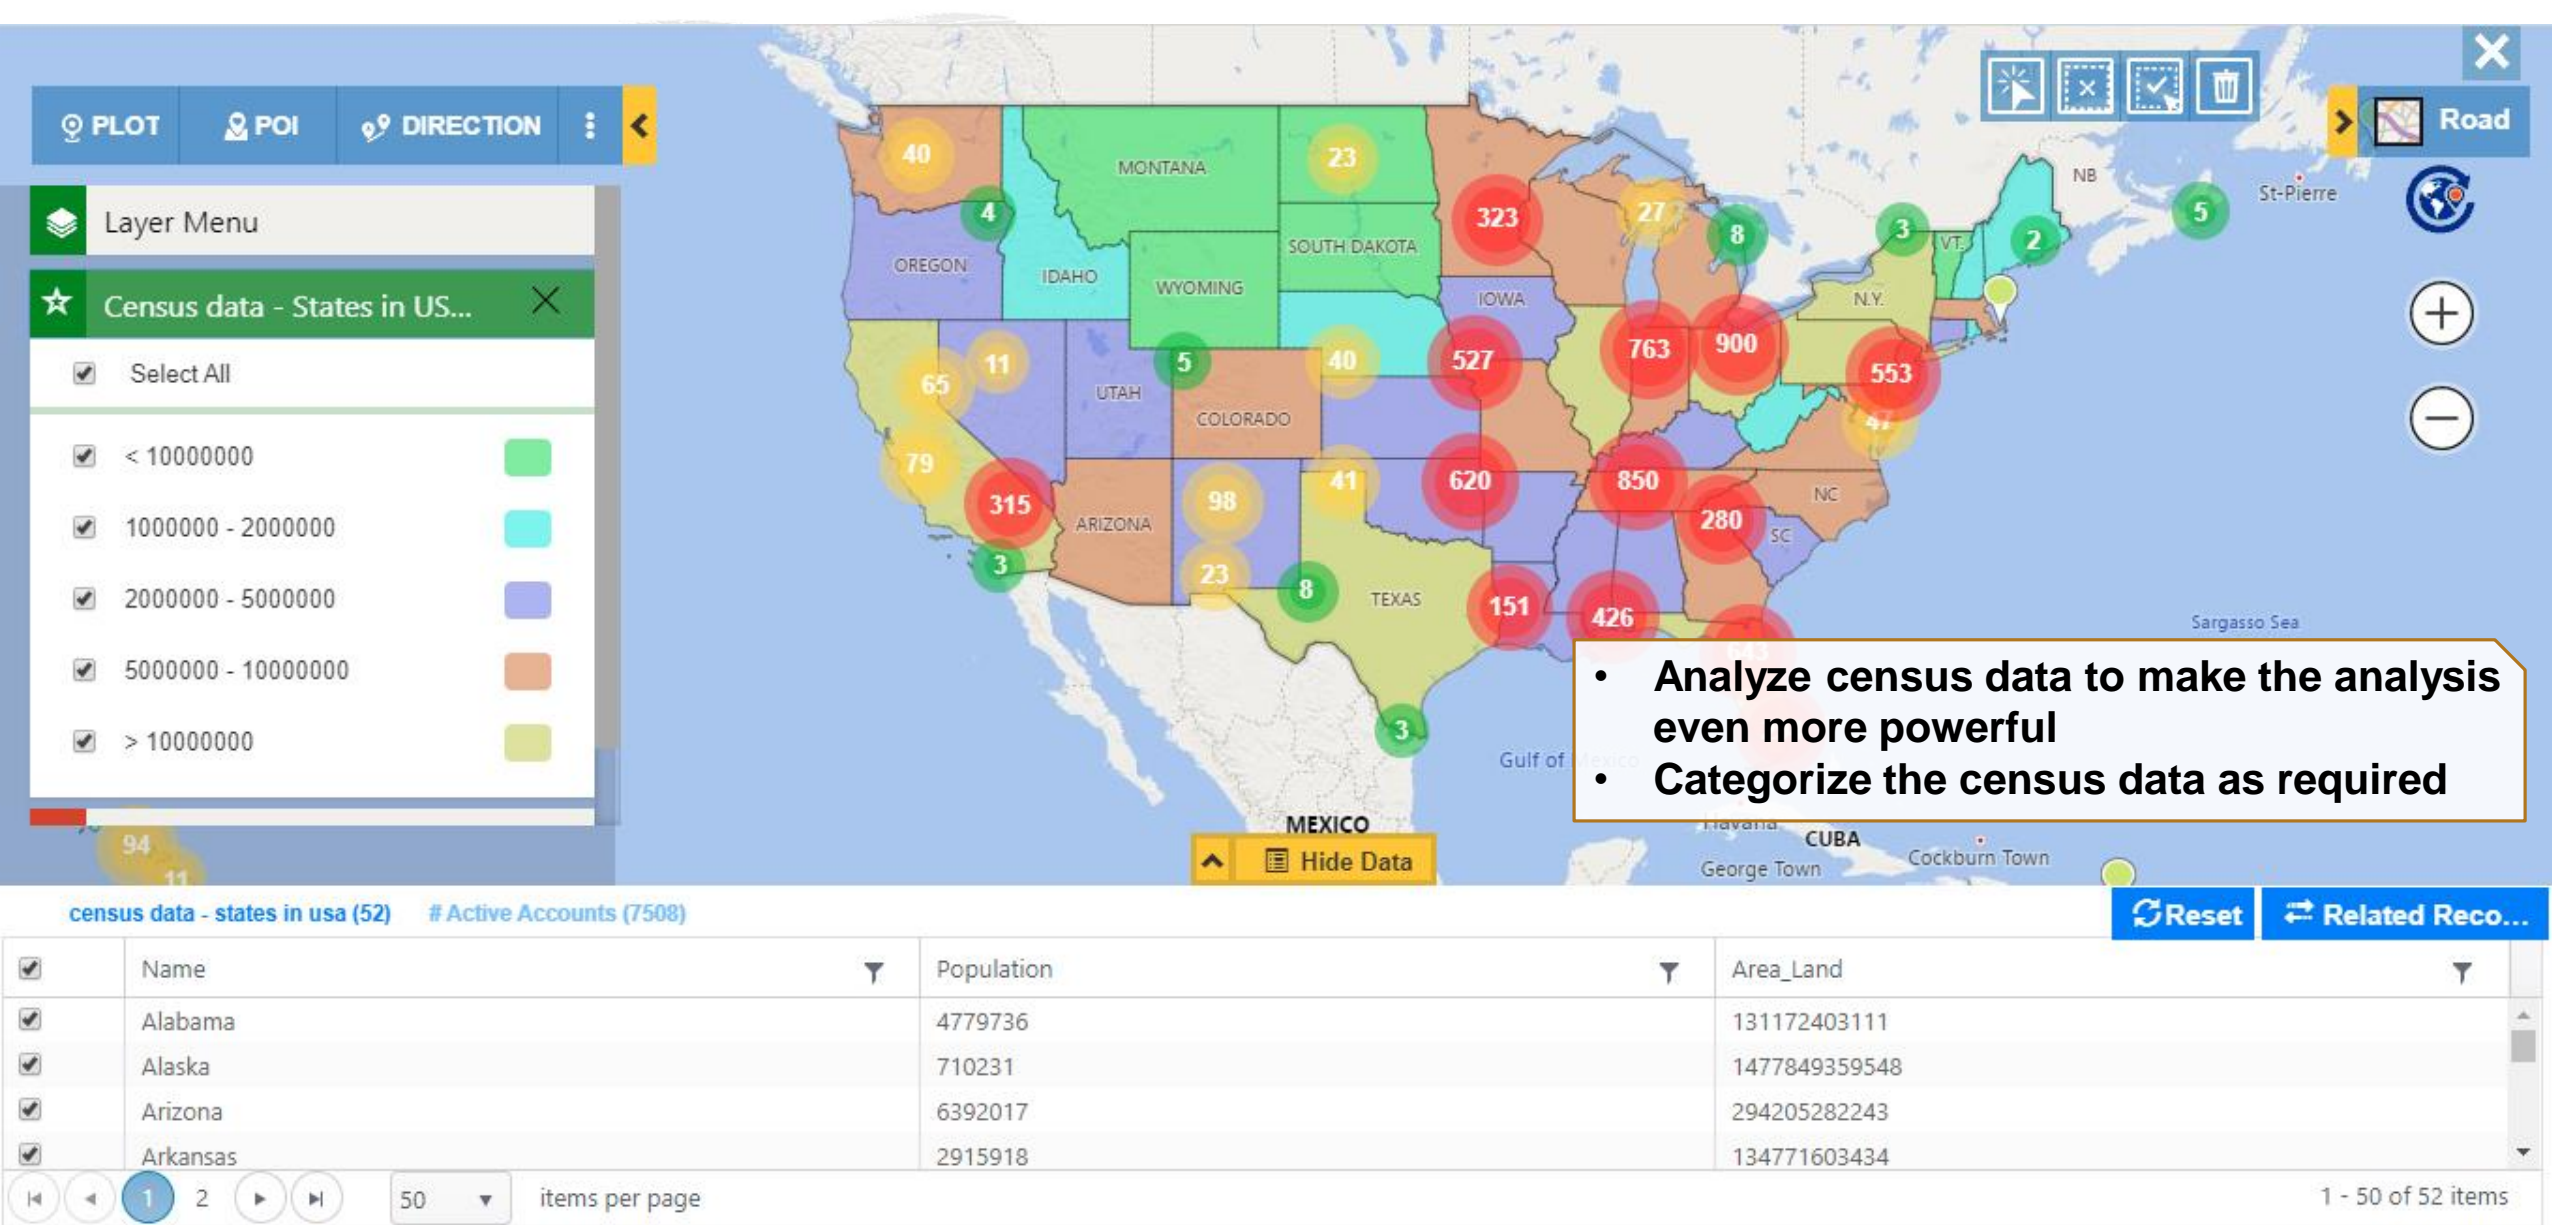 PLOT POI DIRECTION
Road
Layer Menu
Census data - States in US...
Select All
< 10000000
1000000 - 2000000
2000000 - 5000000
5000000 - 10000000
> 10000000
94
11
40
MONTANA
23
NB
St-Pierre
4
323
27
8
3
VT.
2
5
OREGON
IDAHO
WYOMING
SOUTH DAKOTA
IOWA
N.Y.
65
11
UTAH
5
COLORADO
40
527
763
900
553
47
79
315
ARIZONA
98
41
620
850
280
NC
SC
3
23
8
TEXAS
151
426
643
Sargasso Sea
3
Gulf of Mexico
• Analyze census data to make the analysis
even more powerful
• Categorize the census data as required
MEXICO
Havana
CUBA
George Town
Cockburn Town
Hide Data
census data - states in usa (52) # Active Accounts (7508)
Reset Related Reco...
Name Population Area_Land
Alabama 4779736 131172403111
Alaska 710231 1477849359548
Arizona 6392017 294205282243
Arkansas 2915918 134771603434
1 2 50 items per page 1 - 50 of 52 items